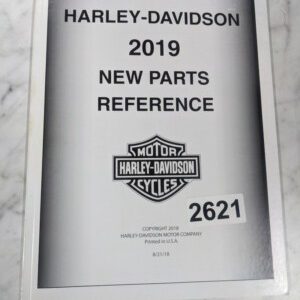 HARLEY-DAVIDSON
2019
NEW PARTS
REFERENCE
MOTOR
HARLEY-DAVIDSON
CYCLES
2621
COPYRIGHT 2018
HARLEY-DAVIDSON MOTOR COMPANY
Printed in U.S.A.
8/21/18